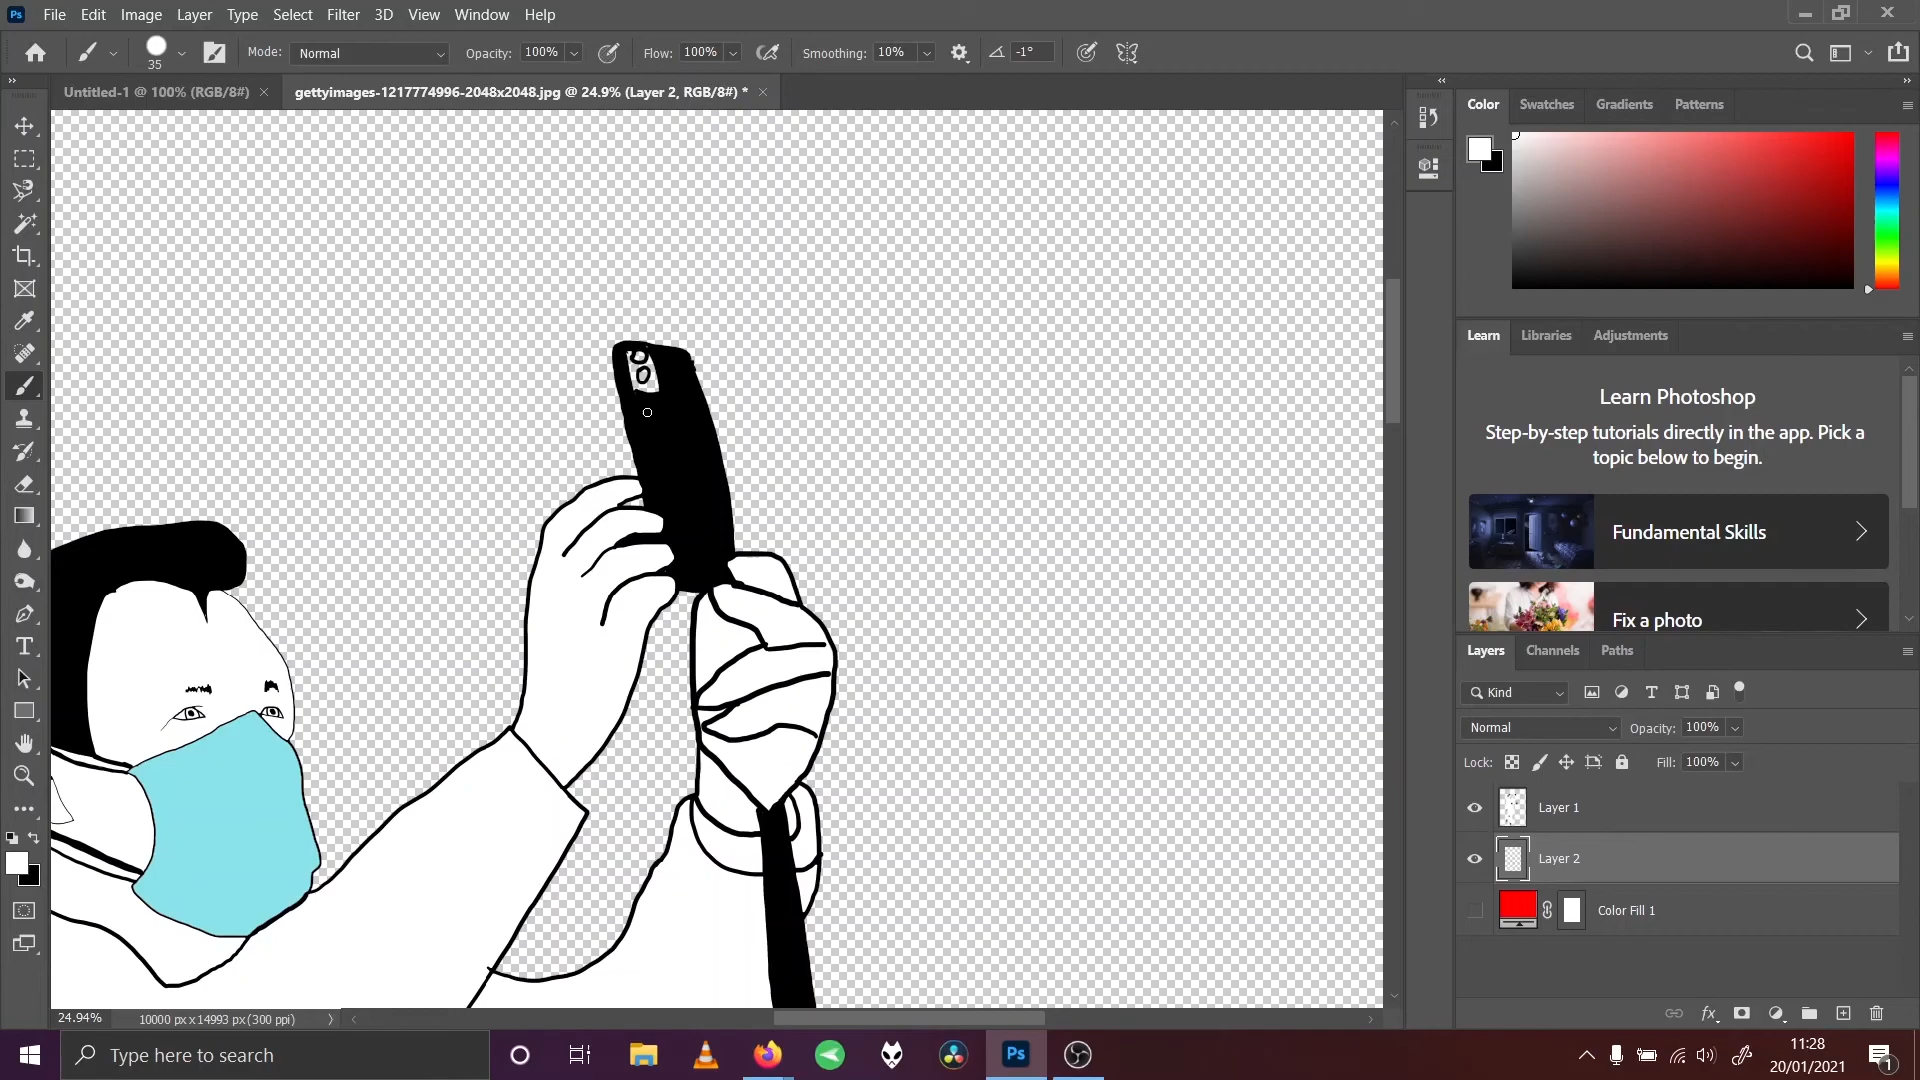 Ps File Edit Image Layer Type Select Filter 3D View Window Help
35 Mode: Normal Opacity: 100% Flow: 100% Smoothing: 10% -1°
Untitled-1 @ 100% (RGB/8#) gettyimages-1217774996-2048x2048.jpg @ 24.9% (Layer 2, RGB/8#) *
Color Swatches Gradients Patterns
Learn Libraries Adjustments
Learn Photoshop
Step-by-step tutorials directly in the app. Pick a
topic below to begin.
Fundamental Skills
Fix a photo
Layers Channels Paths
Kind
Normal Opacity: 100%
Lock: Fill: 100%
Layer 1
Layer 2
Color Fill 1
24.94% 10000 px x 14993 px (300 ppi)
Type here to search
Ps
11:28
20/01/2021
1